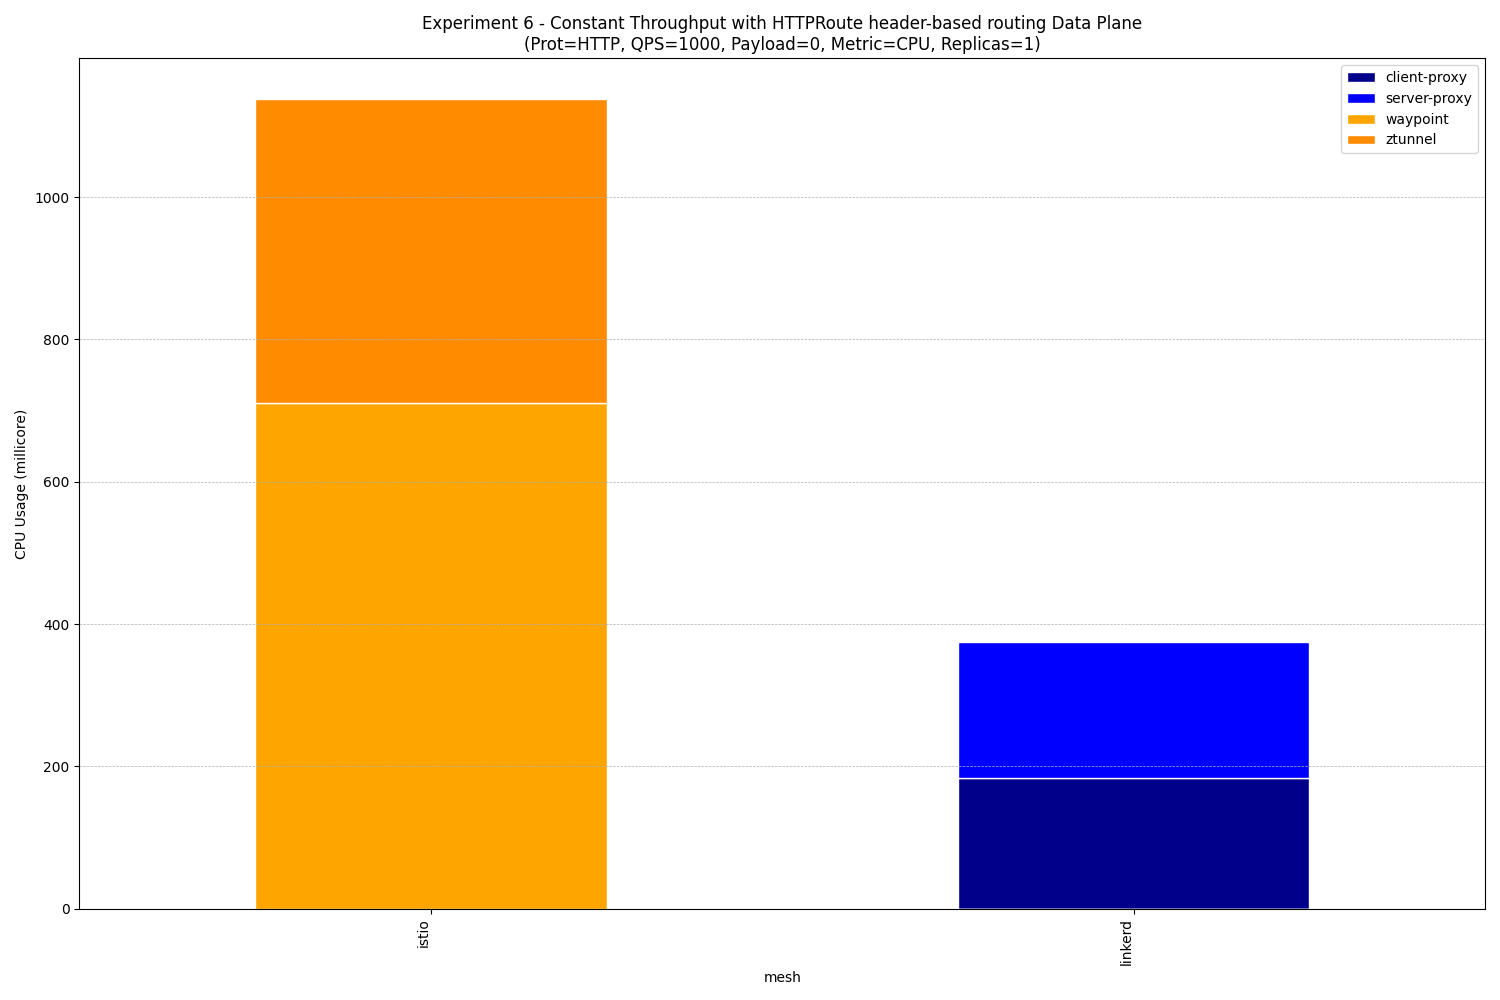 Experiment 6 - Constant Throughput with HTTPRoute header-based routing Data Plane
(Prot=HTTP, QPS=1000, Payload=0, Metric=CPU, Replicas=1)
client-proxy
server-proxy
waypoint
ztunnel
CPU Usage (millicore)
1000
800
600
400
200
0
istio
linkerd
mesh